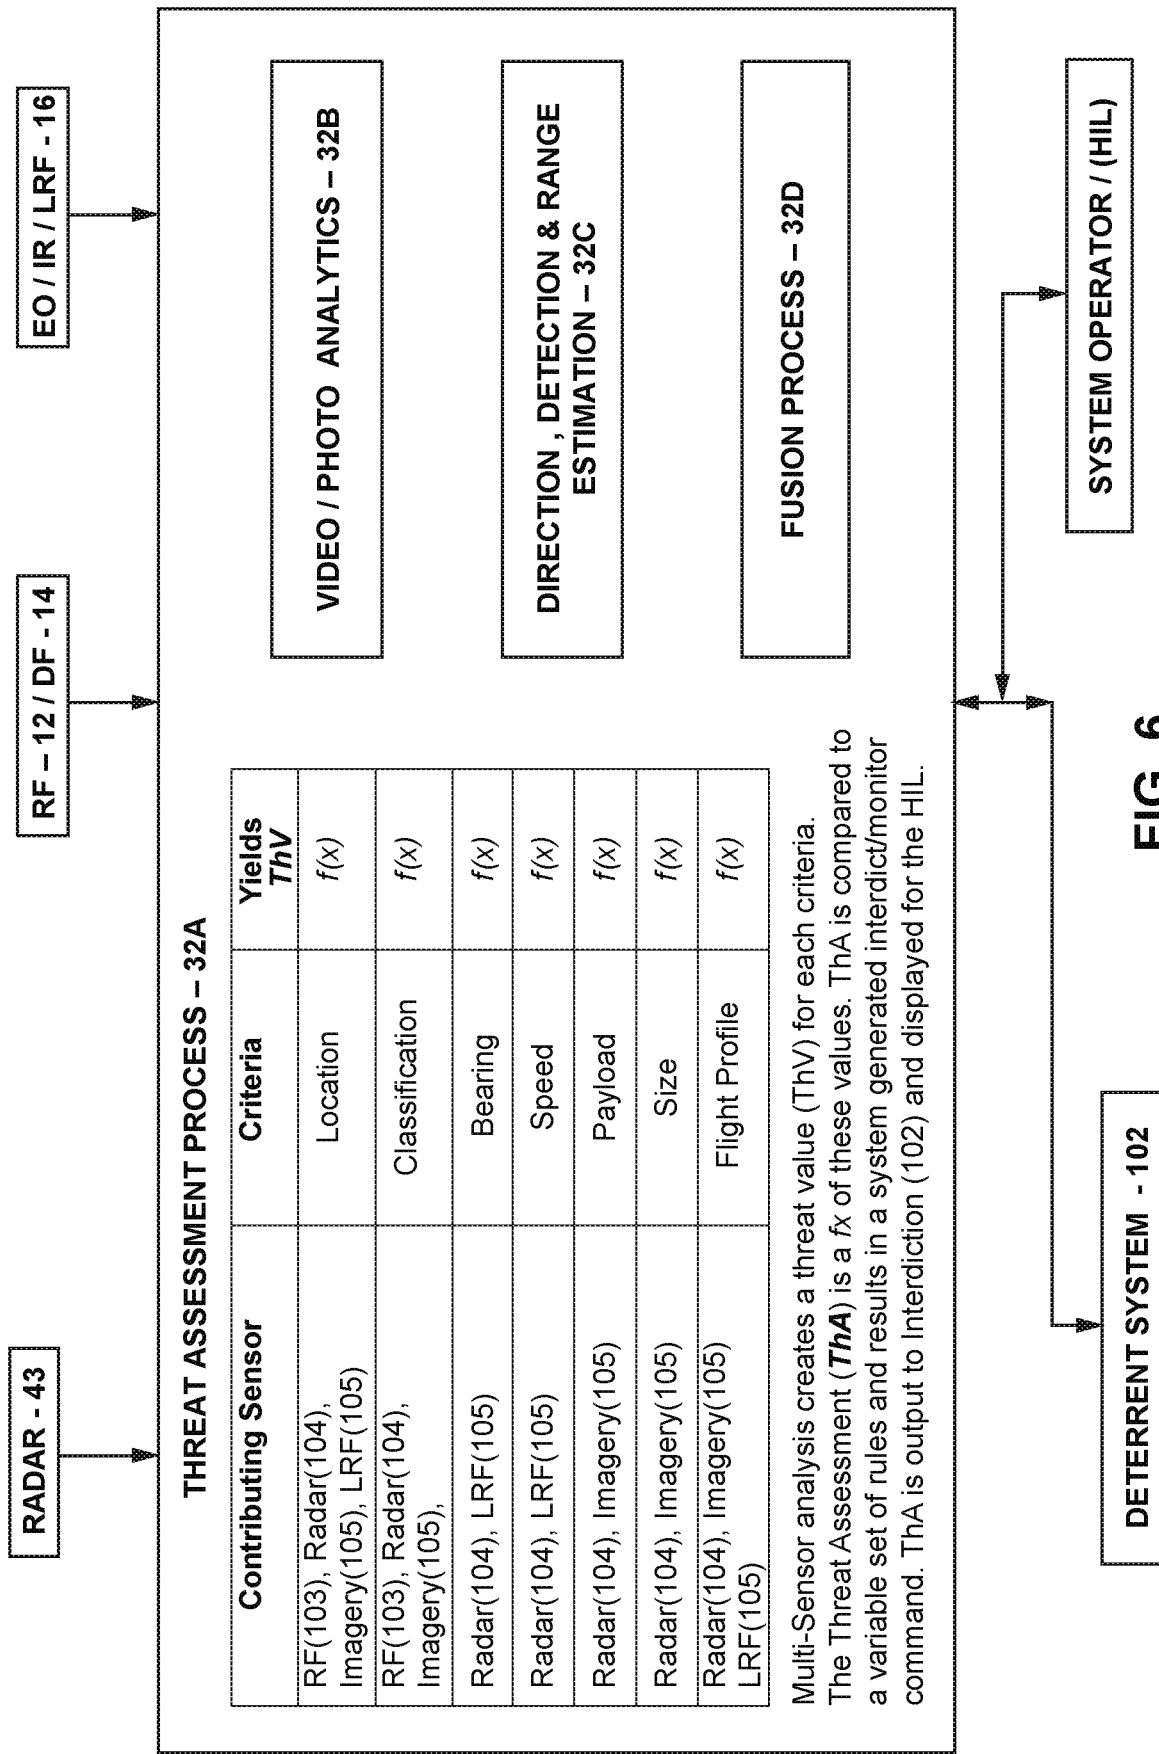 RADAR - 43
RF – 12 / DF - 14
EO / IR / LRF - 16
THREAT ASSESSMENT PROCESS – 32A
Contributing Sensor
Criteria
Yields
ThV
RF(103), Radar(104),
Imagery(105), LRF(105)
Location
f(x)
RF(103), Radar(104),
Imagery(105),
Classification
f(x)
Radar(104), LRF(105)
Bearing
f(x)
Radar(104), LRF(105)
Speed
f(x)
Radar(104), Imagery(105)
Payload
f(x)
Radar(104), Imagery(105)
Size
f(x)
Radar(104), Imagery(105)
LRF(105)
Flight Profile
f(x)
Multi-Sensor analysis creates a threat value (ThV) for each criteria.
The Threat Assessment (ThA) is a fx of these values. ThA is compared to
a variable set of rules and results in a system generated interdict/monitor
command. ThA is output to Interdiction (102) and displayed for the HIL.
VIDEO / PHOTO ANALYTICS – 32B
DIRECTION , DETECTION & RANGE
ESTIMATION – 32C
FUSION PROCESS – 32D
DETERRENT SYSTEM - 102
SYSTEM OPERATOR / (HIL)
FIG. 6